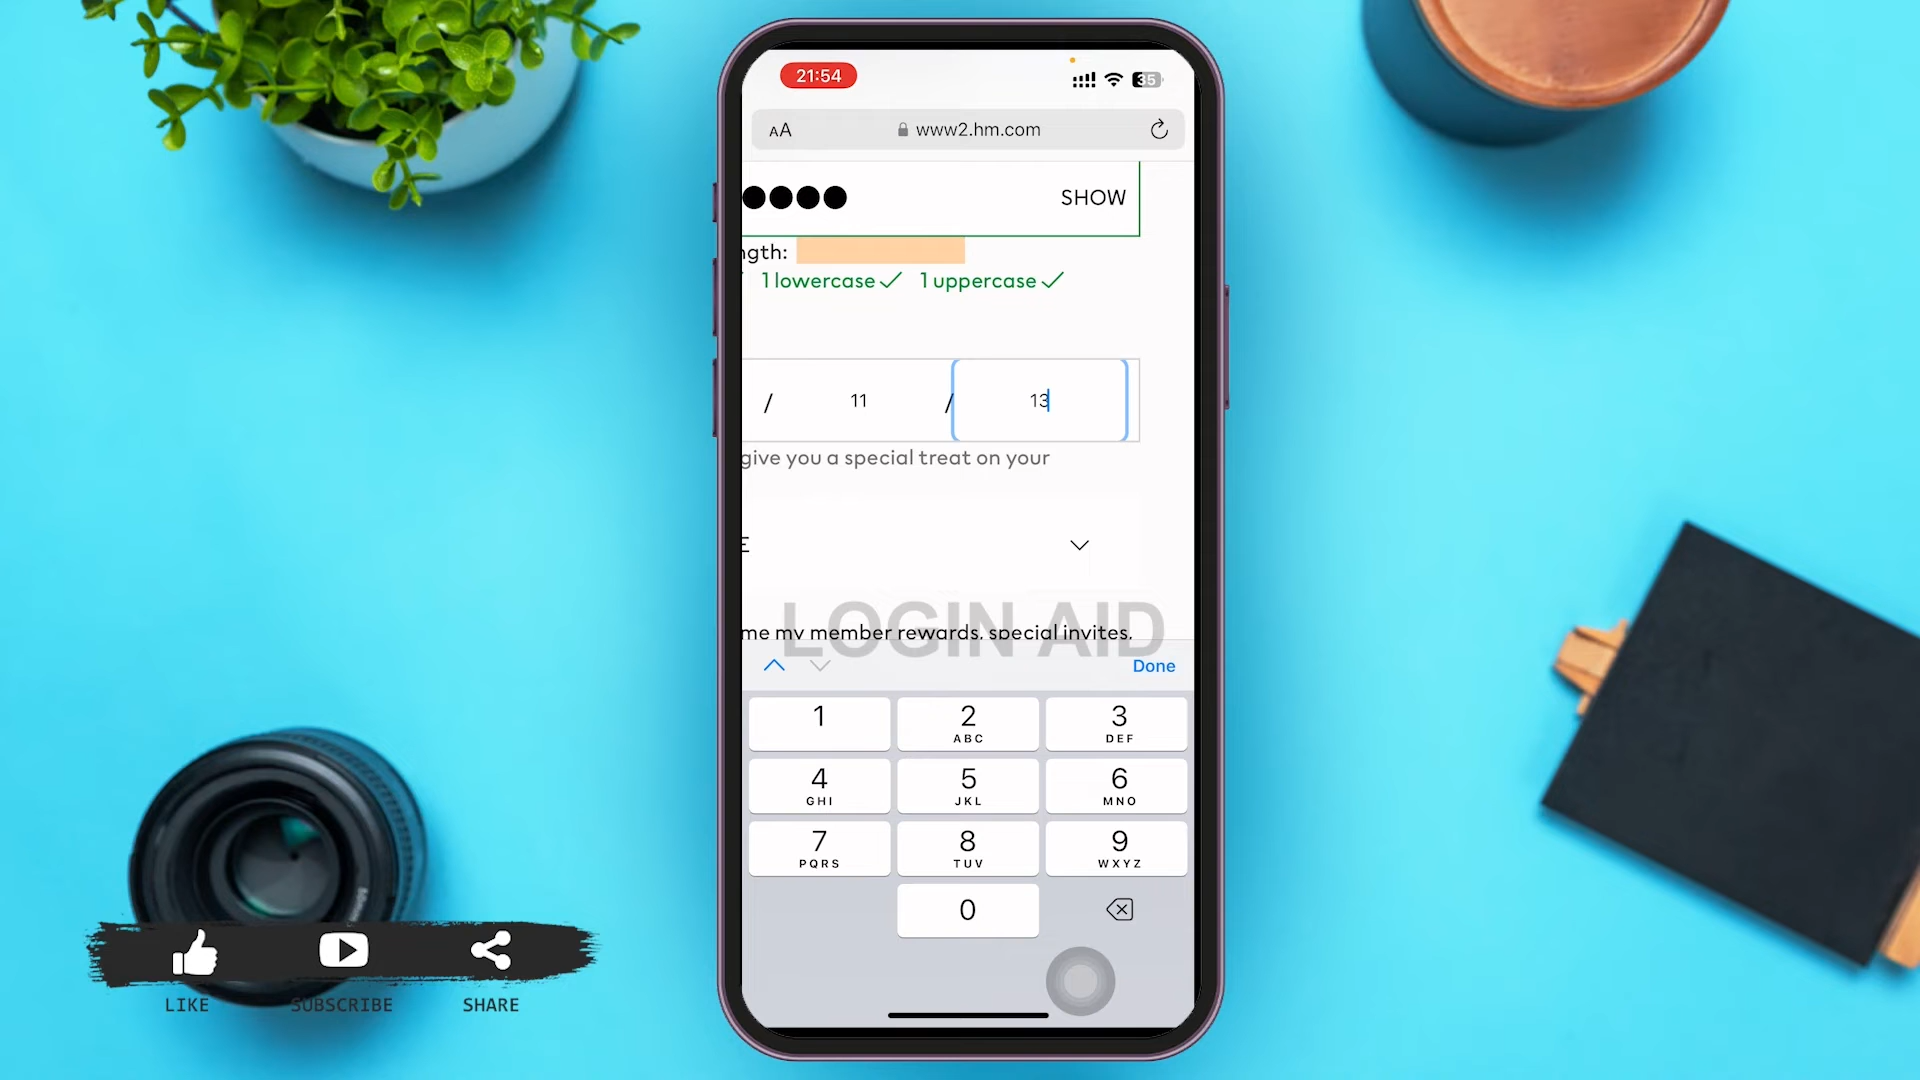 21:54
35
AA
www2.hm.com
SHOW
gth:
1 lowercase 1 uppercase
/ 11 / 13
give you a special treat on your
E
LOGIN AID
me my member rewards, special invites,
Done
1
2
ABC
3
DEF
4
GHI
5
JKL
6
MNO
7
PQRS
8
TUV
9
WXYZ
0
LIKE
SUBSCRIBE
SHARE